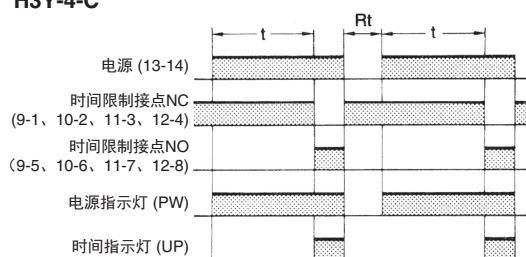 H3Y-4-C
t Rt t
电源 (13-14)
时间限制接点NC
(9-1、10-2、11-3、12-4)
时间限制接点NO
(9-5、10-6、11-7、12-8)
电源指示灯 (PW)
时间指示灯 (UP)